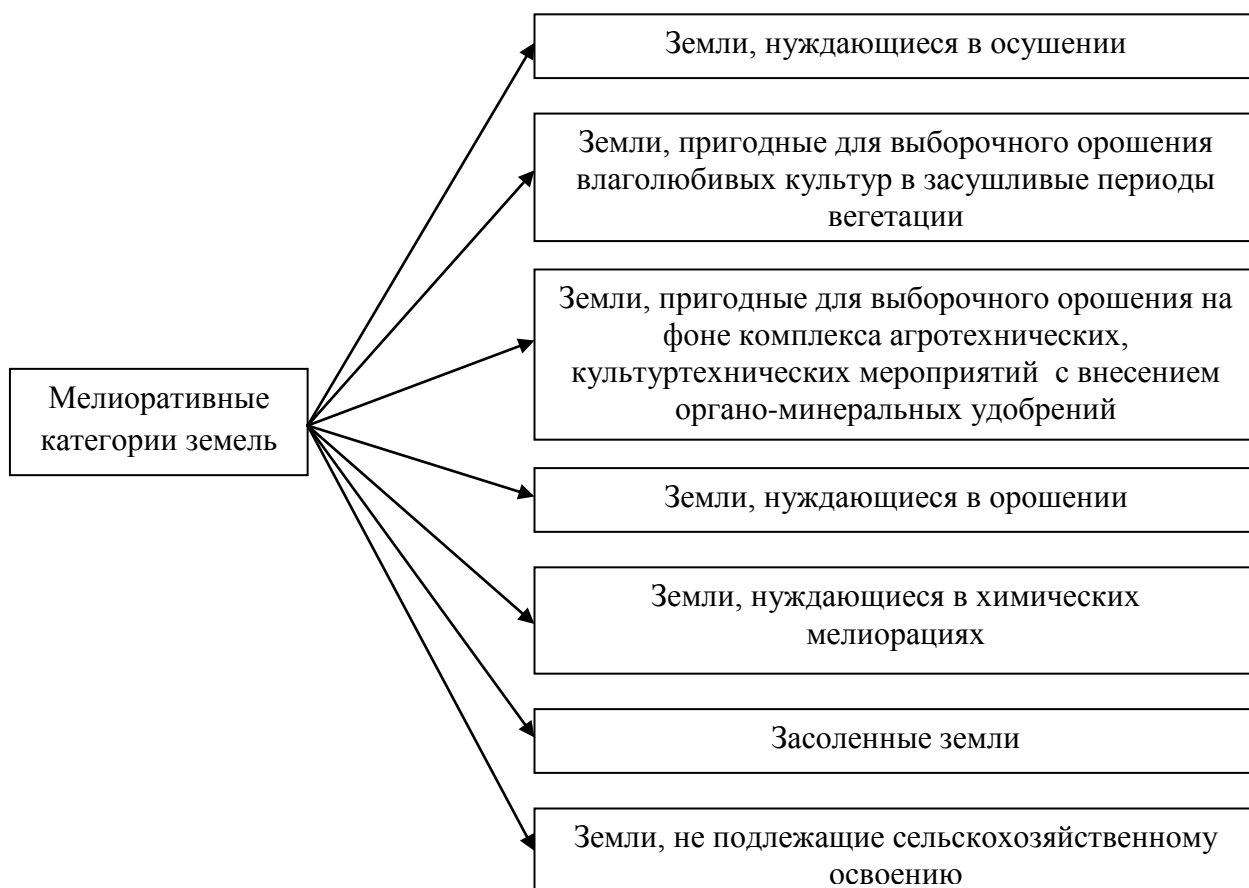 Земли, нуждающиеся в осушении
Земли, пригодные для выборочного орошения
влаголюбивых культур в засушливые периоды
вегетации
Земли, пригодные для выборочного орошения на
фоне комплекса агротехнических,
культуртехнических мероприятий с внесением
органо-минеральных удобрений
Мелиоративные
категории земель
Земли, нуждающиеся в орошении
Земли, нуждающиеся в химических
мелиорациях
Засоленные земли
Земли, не подлежащие сельскохозяйственному
освоению